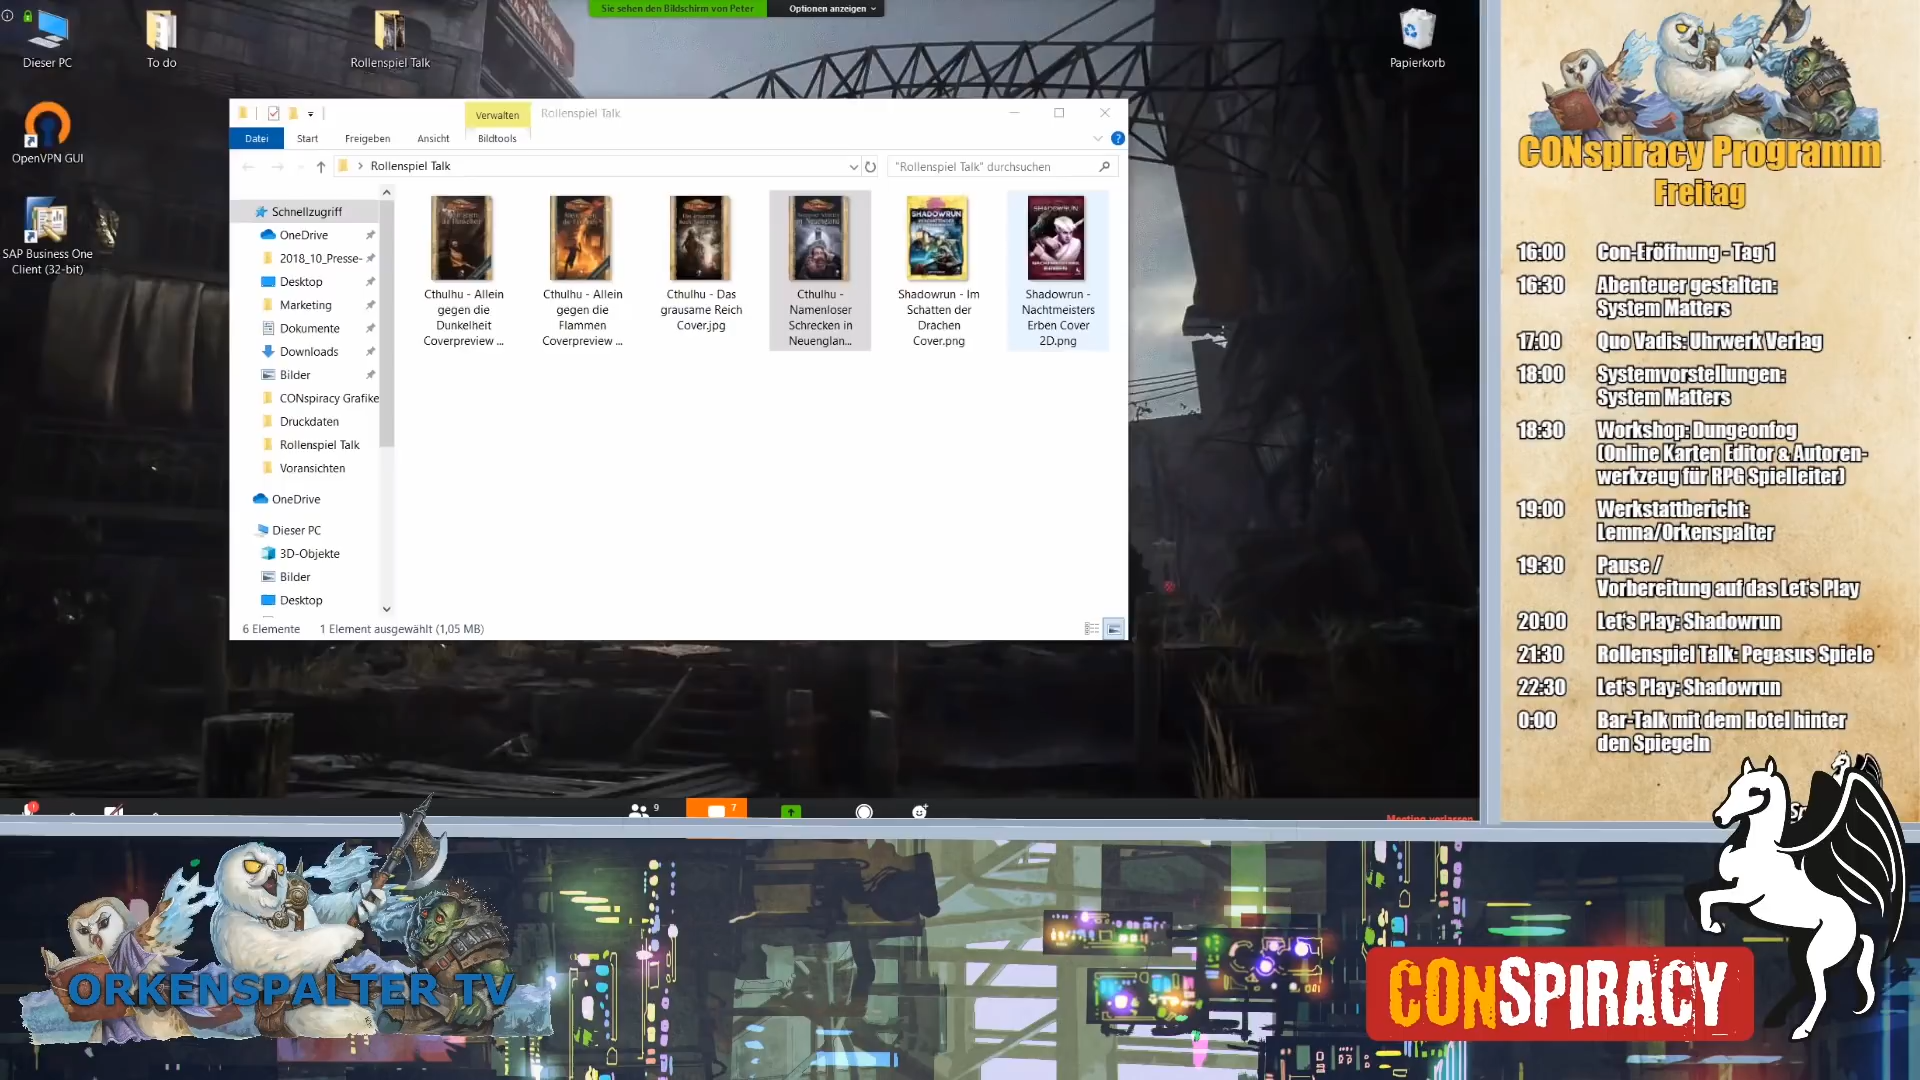 Sie sehen den Bildschirm von Peter
Optionen anzeigen
Dieser PC
To do
Rollenspiel Talk
Papierkorb
OpenVPN GUI
SAP Business One
Client (32-bit)
Verwalten
Rollenspiel Talk
Datei
Start
Freigeben
Ansicht
Bildtools
Rollenspiel Talk
"Rollenspiel Talk" durchsuchen
Schnellzugriff
OneDrive
2018_10_Presse-
Desktop
Marketing
Dokumente
Downloads
Bilder
CONspiracy Grafike
Druckdaten
Rollenspiel Talk
Voransichten
OneDrive
Dieser PC
3D-Objekte
Bilder
Desktop
Cthulhu - Allein
gegen die
Dunkelheit
Coverpreview ...
Cthulhu - Allein
gegen die
Flammen
Coverpreview ...
Cthulhu - Das
grausame Reich
Cover.jpg
Cthulhu -
Namenloser
Schrecken in
Neuenglan...
SHADOWRUN
Shadowrun - Im
Schatten der
Drachen
Cover.png
SHADOWRUN
Shadowrun -
Nachtmeisters
Erben Cover
2D.png
6 Elemente
1 Element ausgewählt (1,05 MB)
9
7
Meeting verlassen
CONspiracy Programm
Freitag
16:00 Con-Eröffnung - Tag 1
16:30 Abenteuer gestalten:
System Matters
17:00 Quo Vadis: Uhrwerk Verlag
18:00 Systemvorstellungen:
System Matters
18:30 Workshop: Dungeonfog
(Online Karten Editor & Autoren-
werkzeug für RPG Spielleiter)
19:00 Werkstattbericht:
Lemna/Orkenspalter
19:30 Pause /
Vorbereitung auf das Let's Play
20:00 Let's Play: Shadowrun
21:30 Rollenspiel Talk: Pegasus Spiele
22:30 Let's Play: Shadowrun
0:00 Bar-Talk mit dem Hotel hinter
den Spiegeln
ORKENSPALTER TV
CONSPIRACY